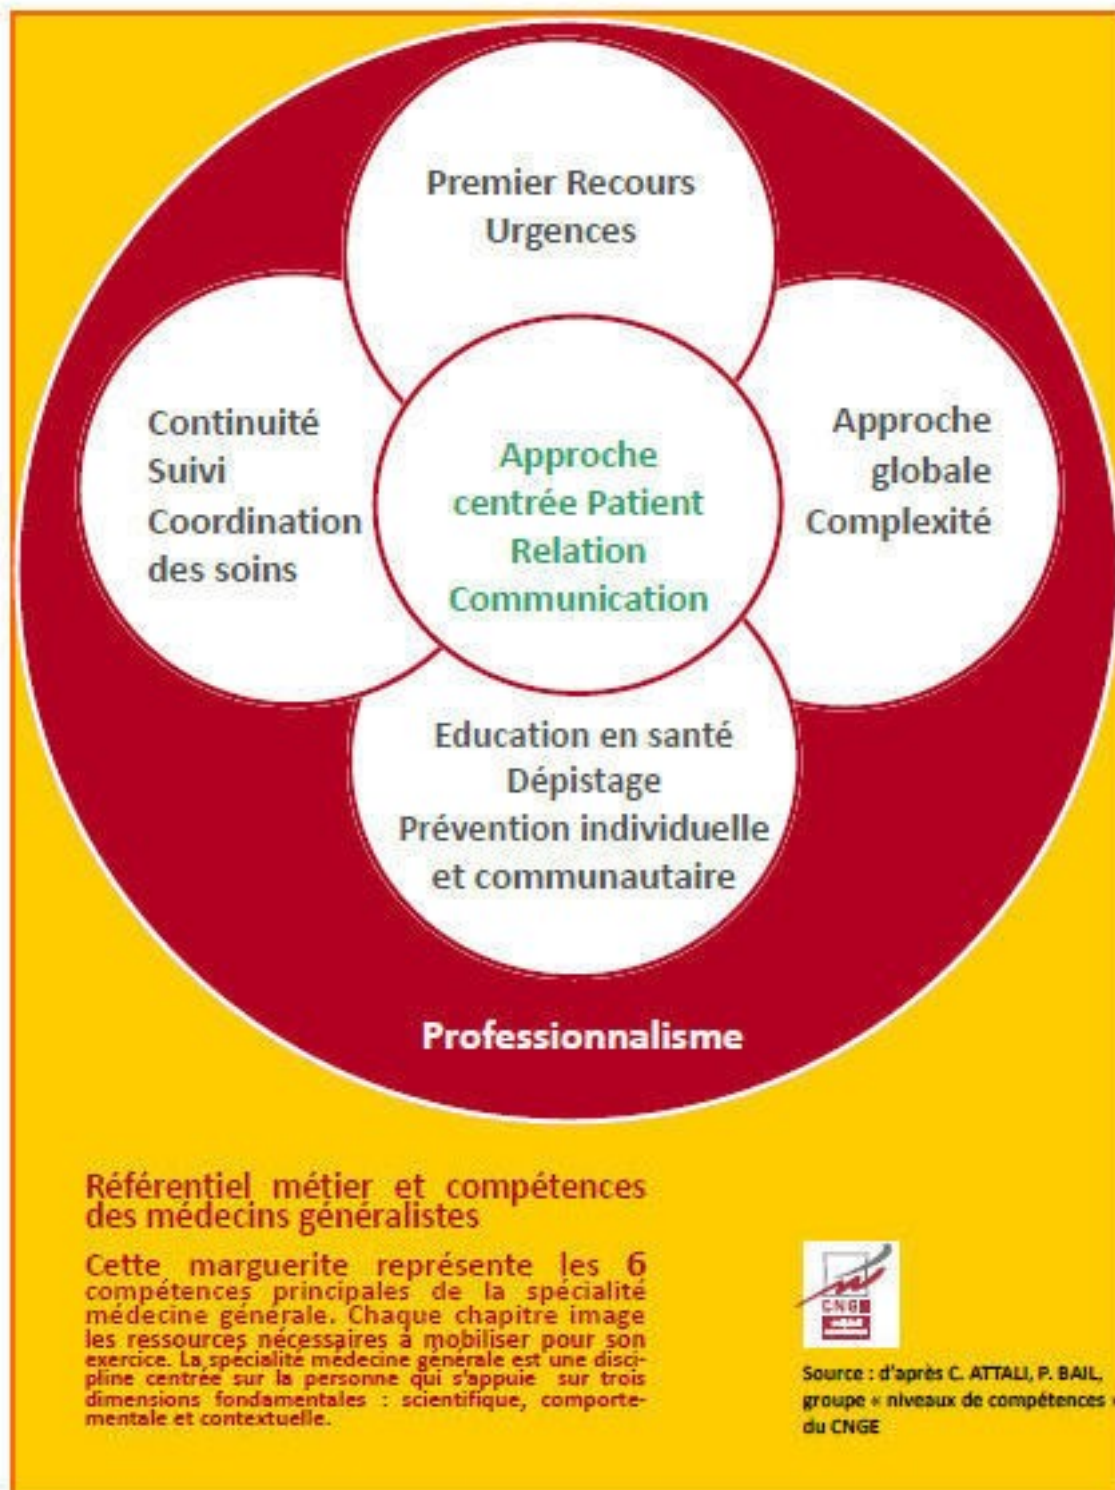 Premier Recours
Urgences
Continuité
Suivi
Coordination
des soins
Approche
centrée Patient
Relation
Communication
Approche
globale
Complexité
Education en santé
Dépistage
Prévention individuelle
et communautaire
Professionnalisme
Référentiel métier et compétences
des médecins généralistes
Cette marguerite représente les 6
compétences principales de la spécialité
médecine générale. Chaque chapitre image
les ressources nécessaires à mobiliser pour son
exercice. La spécialité médecine générale est une disci-
pline centrée sur la personne qui s'appuie sur trois
dimensions fondamentales : scientifique, comporte-
mentale et contextuelle.
CNGE
Source : d'après C. ATTALI, P. BAIL,
groupe « niveaux de compétences »
du CNGE